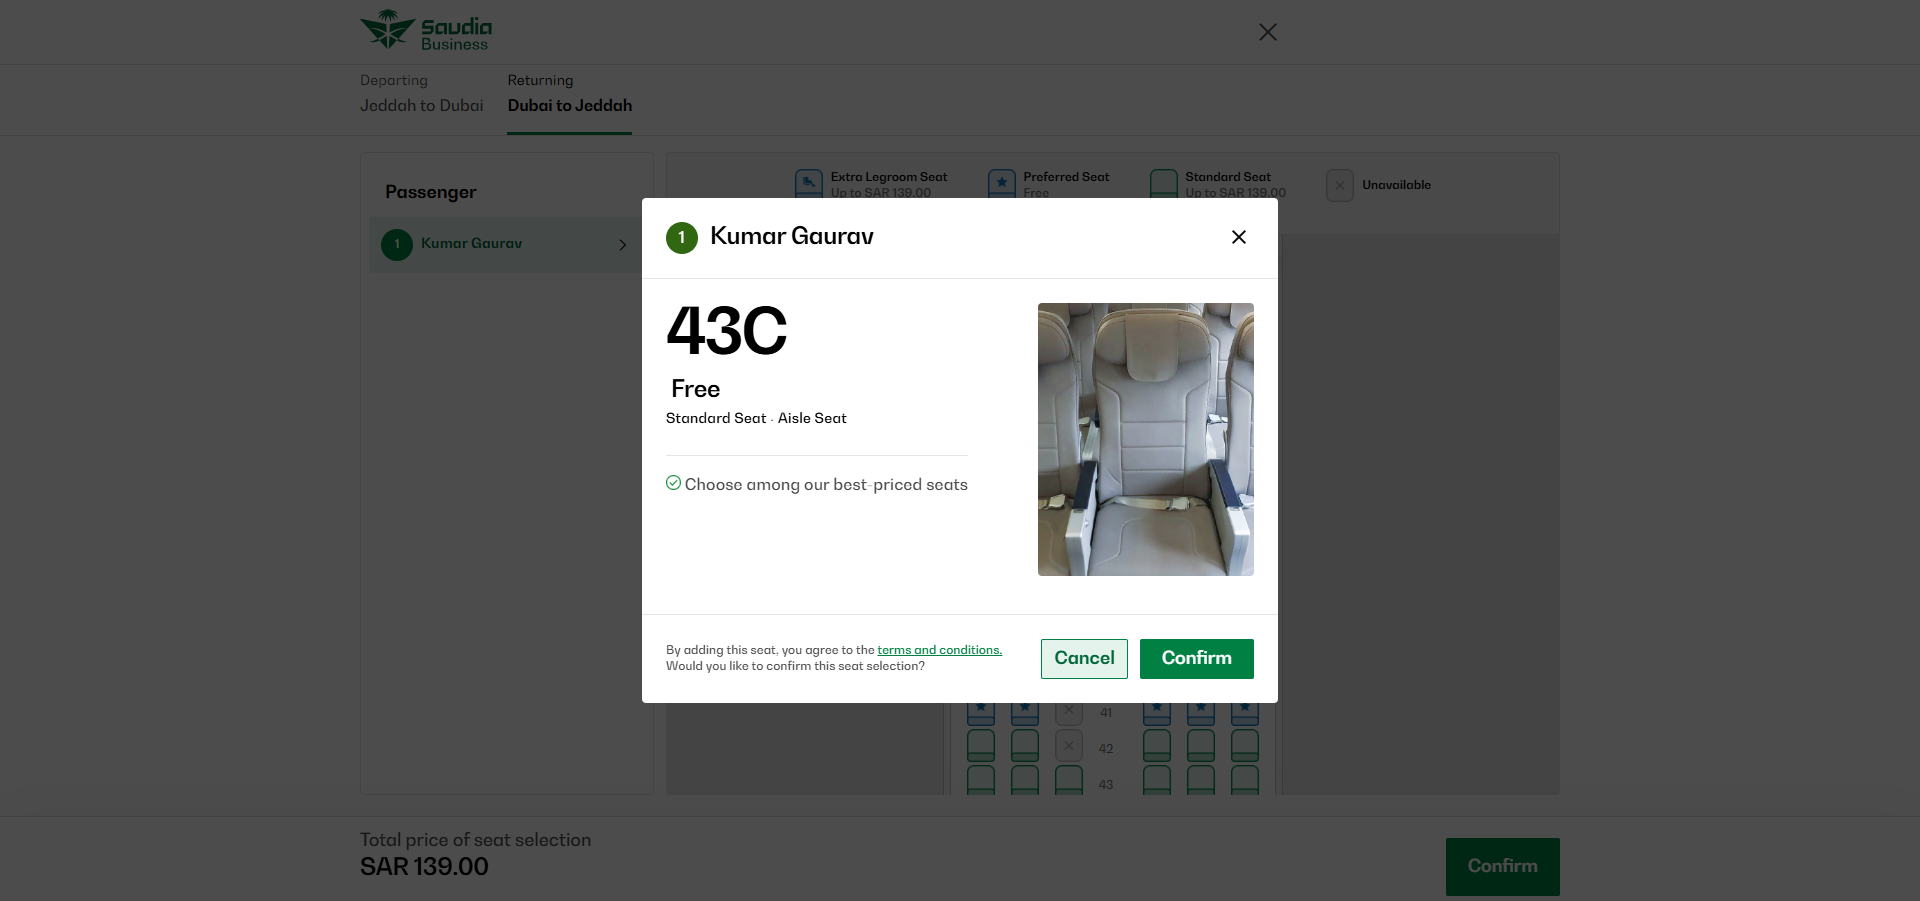 Saudia
Business
Departing
Jeddah to Dubai
Returning
Dubai to Jeddah
Passenger
1 Kumar Gaurav
Extra Legroom Seat
Up to SAR 139.00
Preferred Seat
Free
Standard Seat
Up to SAR 139.00
Unavailable
1 Kumar Gaurav
43C
Free
Standard Seat · Aisle Seat
Choose among our best-priced seats
By adding this seat, you agree to the terms and conditions.
Would you like to confirm this seat selection?
Cancel
Confirm
41
42
43
Total price of seat selection
SAR 139.00
Confirm